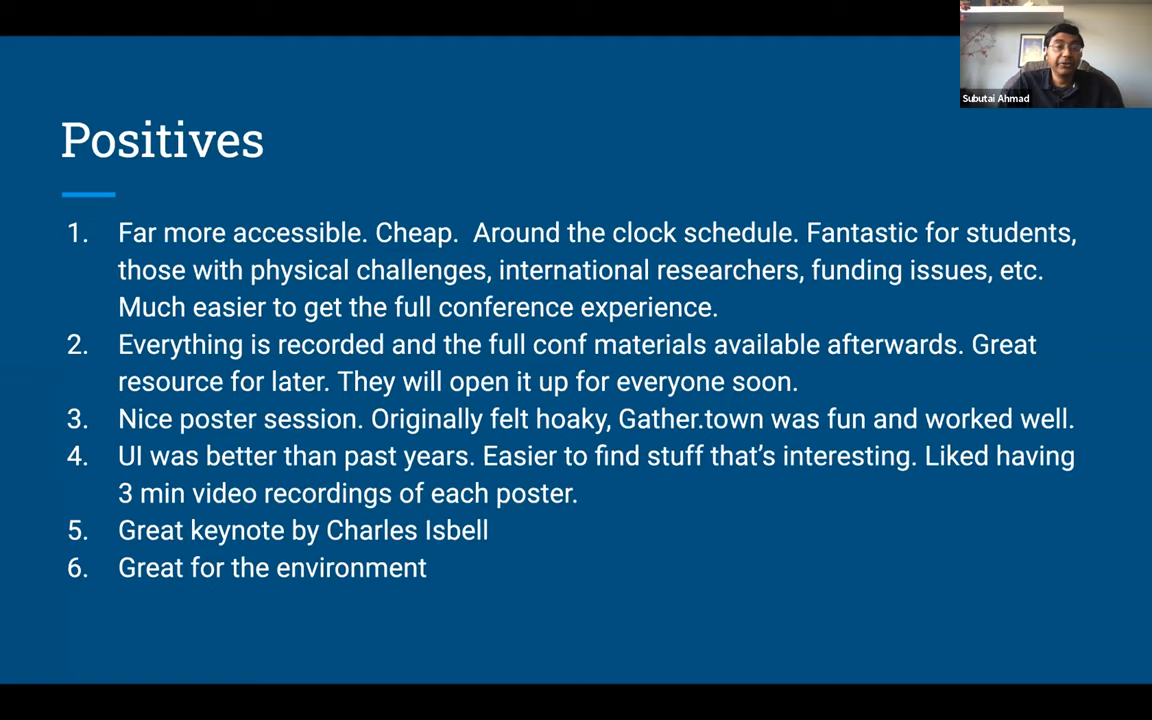 Subutai Ahmad
Positives
1. Far more accessible. Cheap.  Around the clock schedule. Fantastic for students,
those with physical challenges, international researchers, funding issues, etc.
Much easier to get the full conference experience.
2. Everything is recorded and the full conf materials available afterwards. Great
resource for later. They will open it up for everyone soon.
3. Nice poster session. Originally felt hoaky, Gather.town was fun and worked well.
4. UI was better than past years. Easier to find stuff that’s interesting. Liked having
3 min video recordings of each poster.
5. Great keynote by Charles Isbell
6. Great for the environment